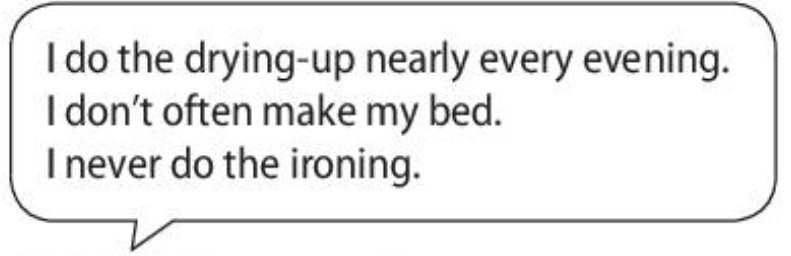 I do the drying-up nearly every evening.
I don't often make my bed.
I never do the ironing.